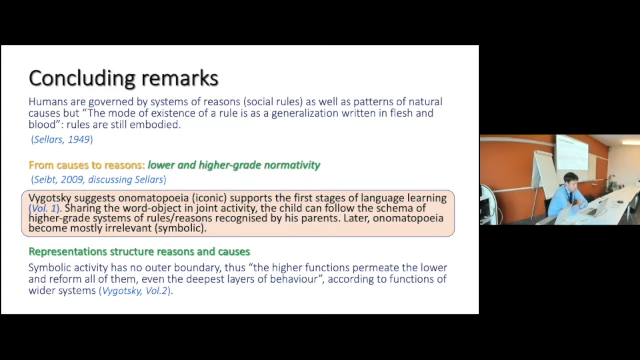 Concluding remarks
Humans are governed by systems of reasons (social rules) as well as patterns of natural
causes but “The mode of existence of a rule is as a generalization written in flesh and
blood”: rules are still embodied.
(Sellars, 1949)
From causes to reasons: lower and higher-grade normativity
(Seibt, 2009, discussing Sellars)
Vygotsky suggests onomatopoeia (iconic) supports the first stages of language learning
(Vol. 1). Sharing the word-object in joint activity, the child can follow the schema of
higher-grade systems of rules/reasons recognised by his parents. Later, onomatopoeia
become mostly irrelevant (symbolic).
Representations structure reasons and causes
Symbolic activity has no outer boundary, thus “the higher functions permeate the lower
and reform all of them, even the deepest layers of behaviour”, according to functions of
wider systems (Vygotsky, Vol.2).